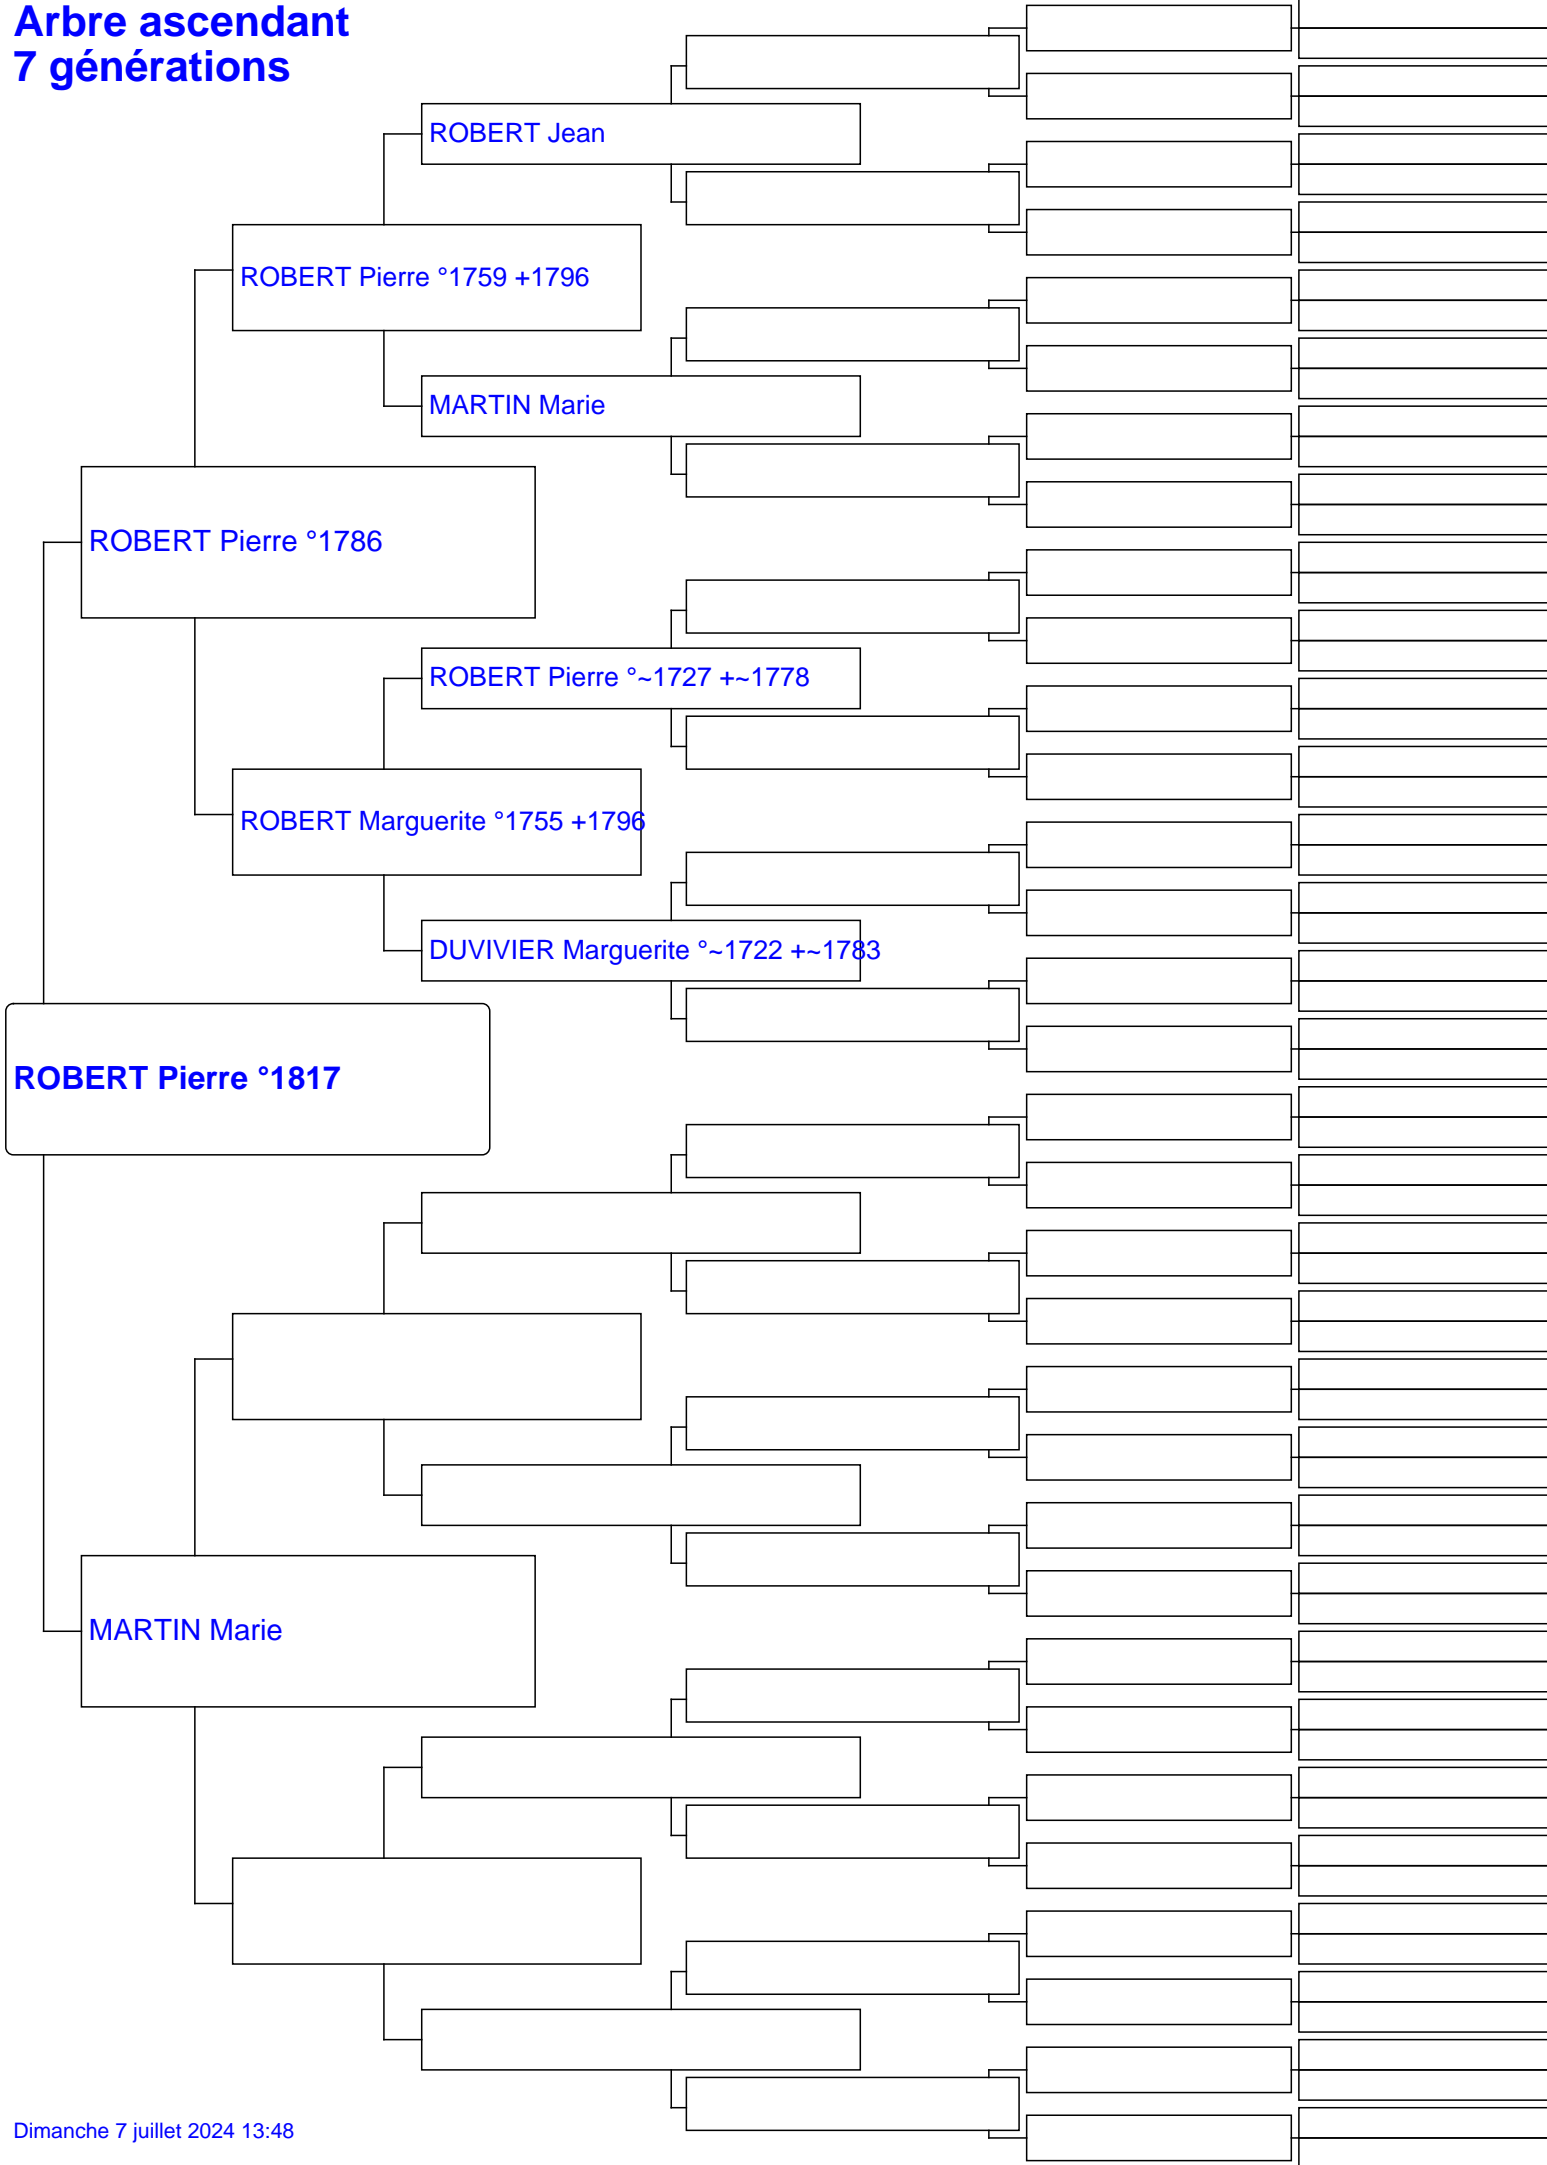 Arbre ascendant
7 générations
ROBERT Jean
ROBERT Pierre °1759 +1796
MARTIN Marie
ROBERT Pierre °1786
ROBERT Pierre °~1727 +~1778
ROBERT Marguerite °1755 +1796
DUVIVIER Marguerite °~1722 +~1783
ROBERT Pierre °1817
MARTIN Marie
Dimanche 7 juillet 2024 13:48